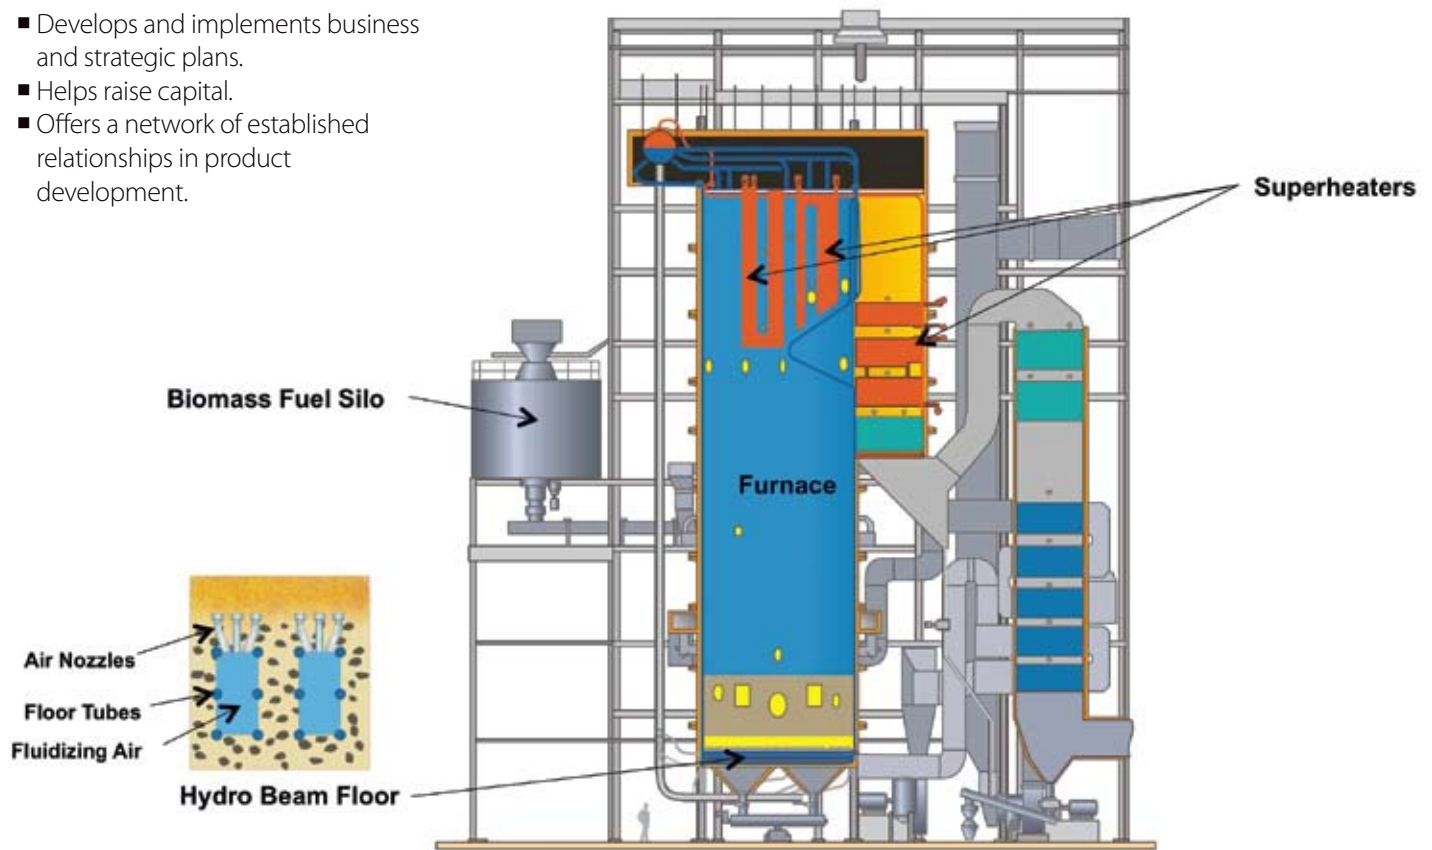 ■ Develops and implements business
and strategic plans.
■ Helps raise capital.
■ Offers a network of established
relationships in product
development.
Superheaters
Biomass Fuel Silo
Furnace
Air Nozzles
Floor Tubes
Fluidizing Air
Hydro Beam Floor